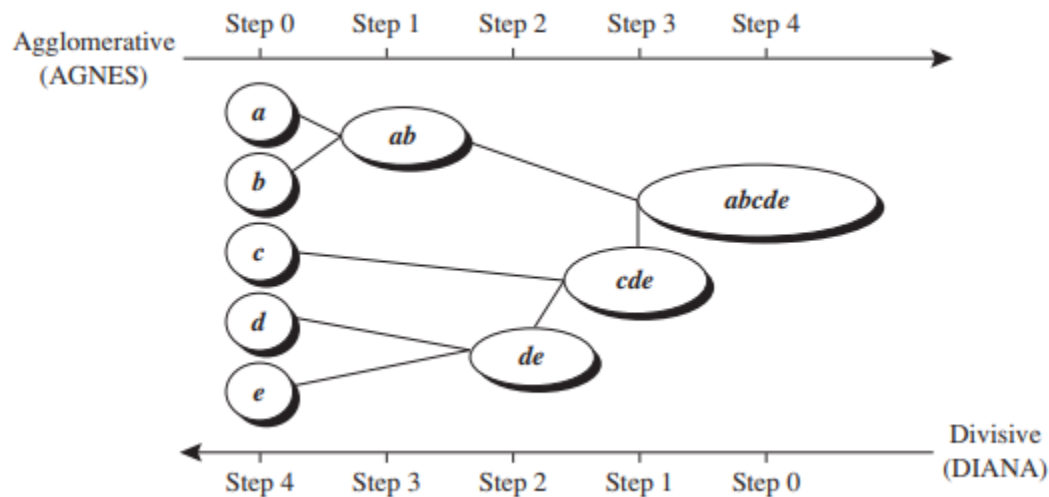 Step 0 Step 1 Step 2 Step 3 Step 4
Agglomerative
(AGNES)
a
ab
b
abcde
c
cde
d
de
e
Divisive
(DIANA)
Step 4 Step 3 Step 2 Step 1 Step 0